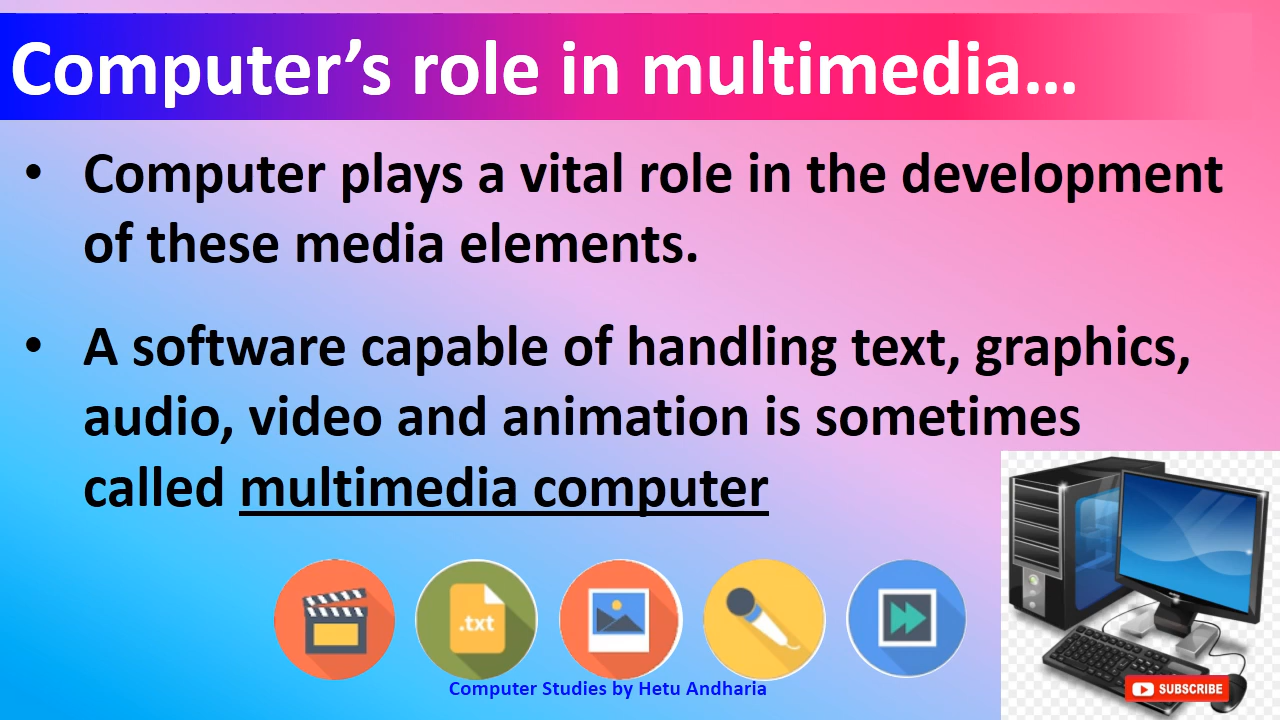 Computer’s role in multimedia…
• Computer plays a vital role in the development
of these media elements.
• A software capable of handling text, graphics,
audio, video and animation is sometimes
called multimedia computer
.txt
Computer Studies by Hetu Andharia
SUBSCRIBE